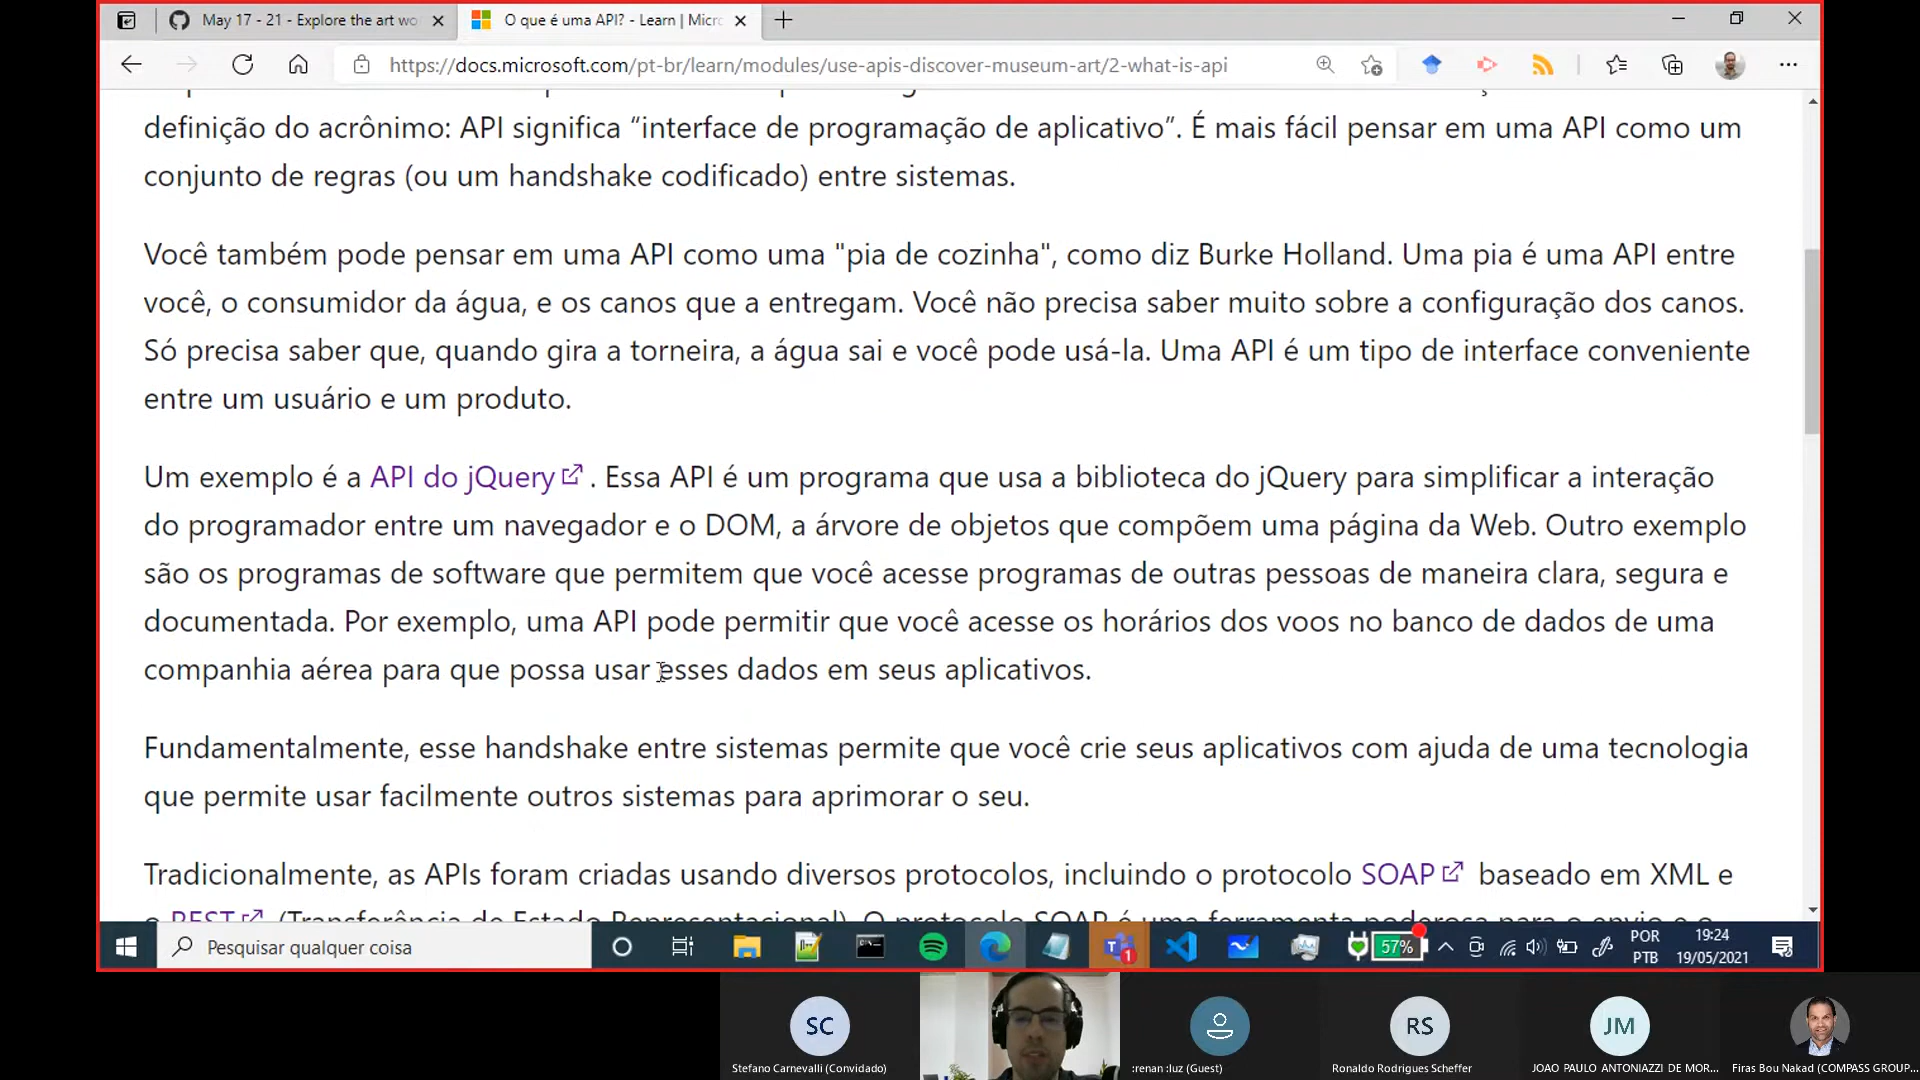 May 17 - 21 - Explore the art wo
O que é uma API? - Learn | Micr
https://docs.microsoft.com/pt-br/learn/modules/use-apis-discover-museum-art/2-what-is-api
definição do acrônimo: API significa “interface de programação de aplicativo”. É mais fácil pensar em uma API como um
conjunto de regras (ou um handshake codificado) entre sistemas.
Você também pode pensar em uma API como uma "pia de cozinha", como diz Burke Holland. Uma pia é uma API entre
você, o consumidor da água, e os canos que a entregam. Você não precisa saber muito sobre a configuração dos canos.
Só precisa saber que, quando gira a torneira, a água sai e você pode usá-la. Uma API é um tipo de interface conveniente
entre um usuário e um produto.
Um exemplo é a API do jQuery. Essa API é um programa que usa a biblioteca do jQuery para simplificar a interação
do programador entre um navegador e o DOM, a árvore de objetos que compõem uma página da Web. Outro exemplo
são os programas de software que permitem que você acesse programas de outras pessoas de maneira clara, segura e
documentada. Por exemplo, uma API pode permitir que você acesse os horários dos voos no banco de dados de uma
companhia aérea para que possa usar esses dados em seus aplicativos.
Fundamentalmente, esse handshake entre sistemas permite que você crie seus aplicativos com ajuda de uma tecnologia
que permite usar facilmente outros sistemas para aprimorar o seu.
Tradicionalmente, as APIs foram criadas usando diversos protocolos, incluindo o protocolo SOAP baseado em XML e
o REST (Transferência de Estado Representacional). O protocolo SOAP é uma ferramenta poderosa para o envio e o
Pesquisar qualquer coisa
1
57%
POR
PTB
19:24
19/05/2021
SC
RS
JM
Stefano Carnevalli (Convidado)
:renan :luz (Guest)
Ronaldo Rodrigues Scheffer
JOAO PAULO ANTONIAZZI DE MOR...
Firas Bou Nakad (COMPASS GROUP...